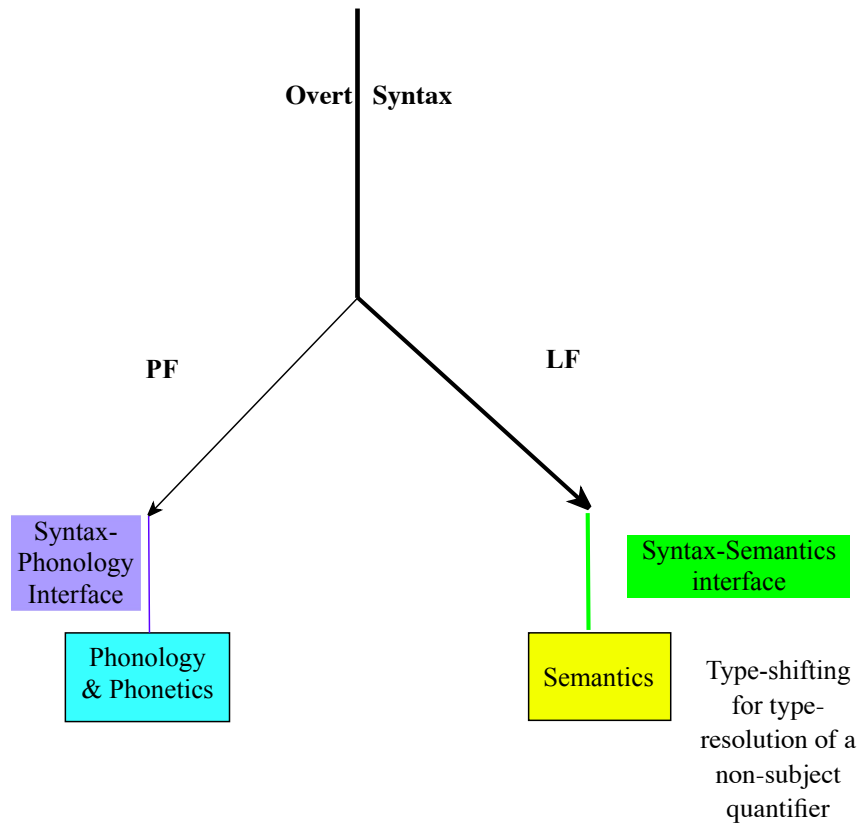 Overt Syntax
PF
LF
Syntax-
Phonology
Interface
Syntax-Semantics
interface
Phonology
& Phonetics
Semantics
Type-shifting
for type-
resolution of a
non-subject
quantifier